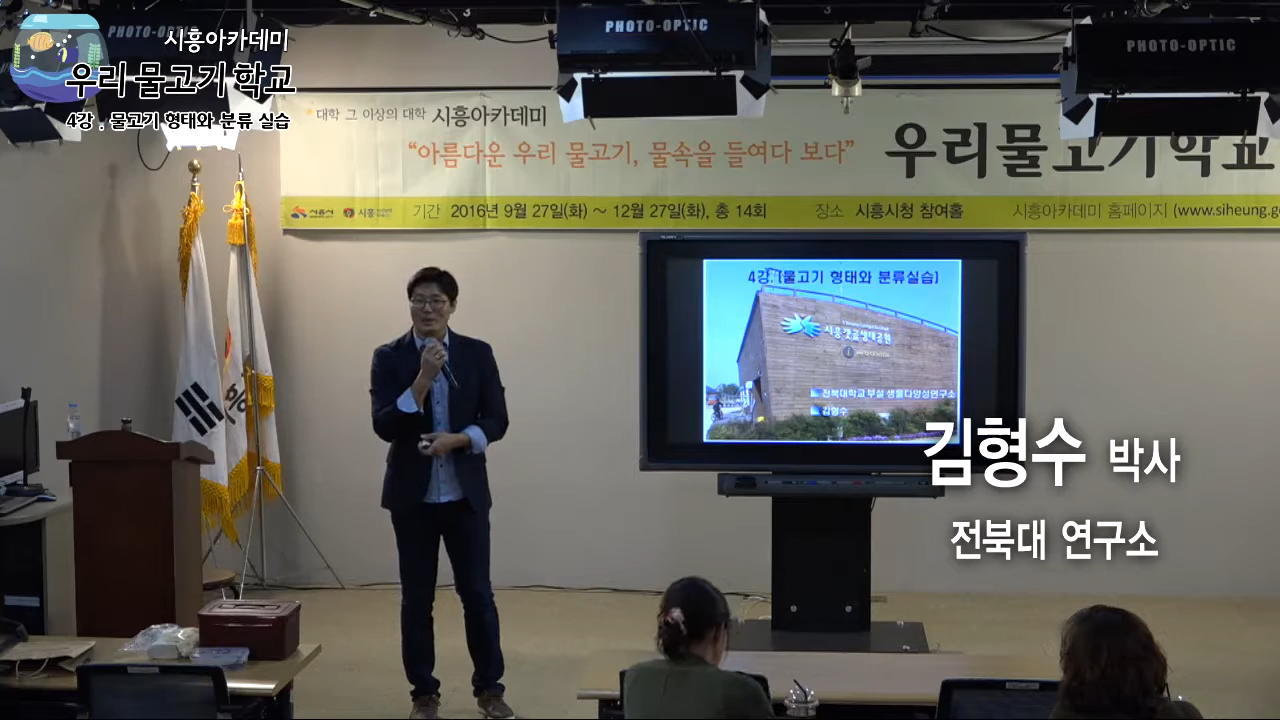 시흥아카데미
우리 물고기 학교
4강 . 물고기 형태와 분류 실습
PHOTO-OPTIC
PHOTO-OPTIC
PHOTO-OPTIC
대학 그 이상의 대학 시흥아카데미
“아름다운 우리 물고기, 물속을 들여다 보다”
우리물고기학교
시흥시 시흥
기간 2016년 9월 27일(화) ~ 12월 27일(화), 총 14회 장소 시흥시청 참여홀 시흥아카데미 홈페이지 (www.siheung.go
4강. [물고기 형태와 분류실습]
시흥갯골생태공원
전북대학교 부설 생물다양성연구소
김형수
김형수 박사
전북대 연구소